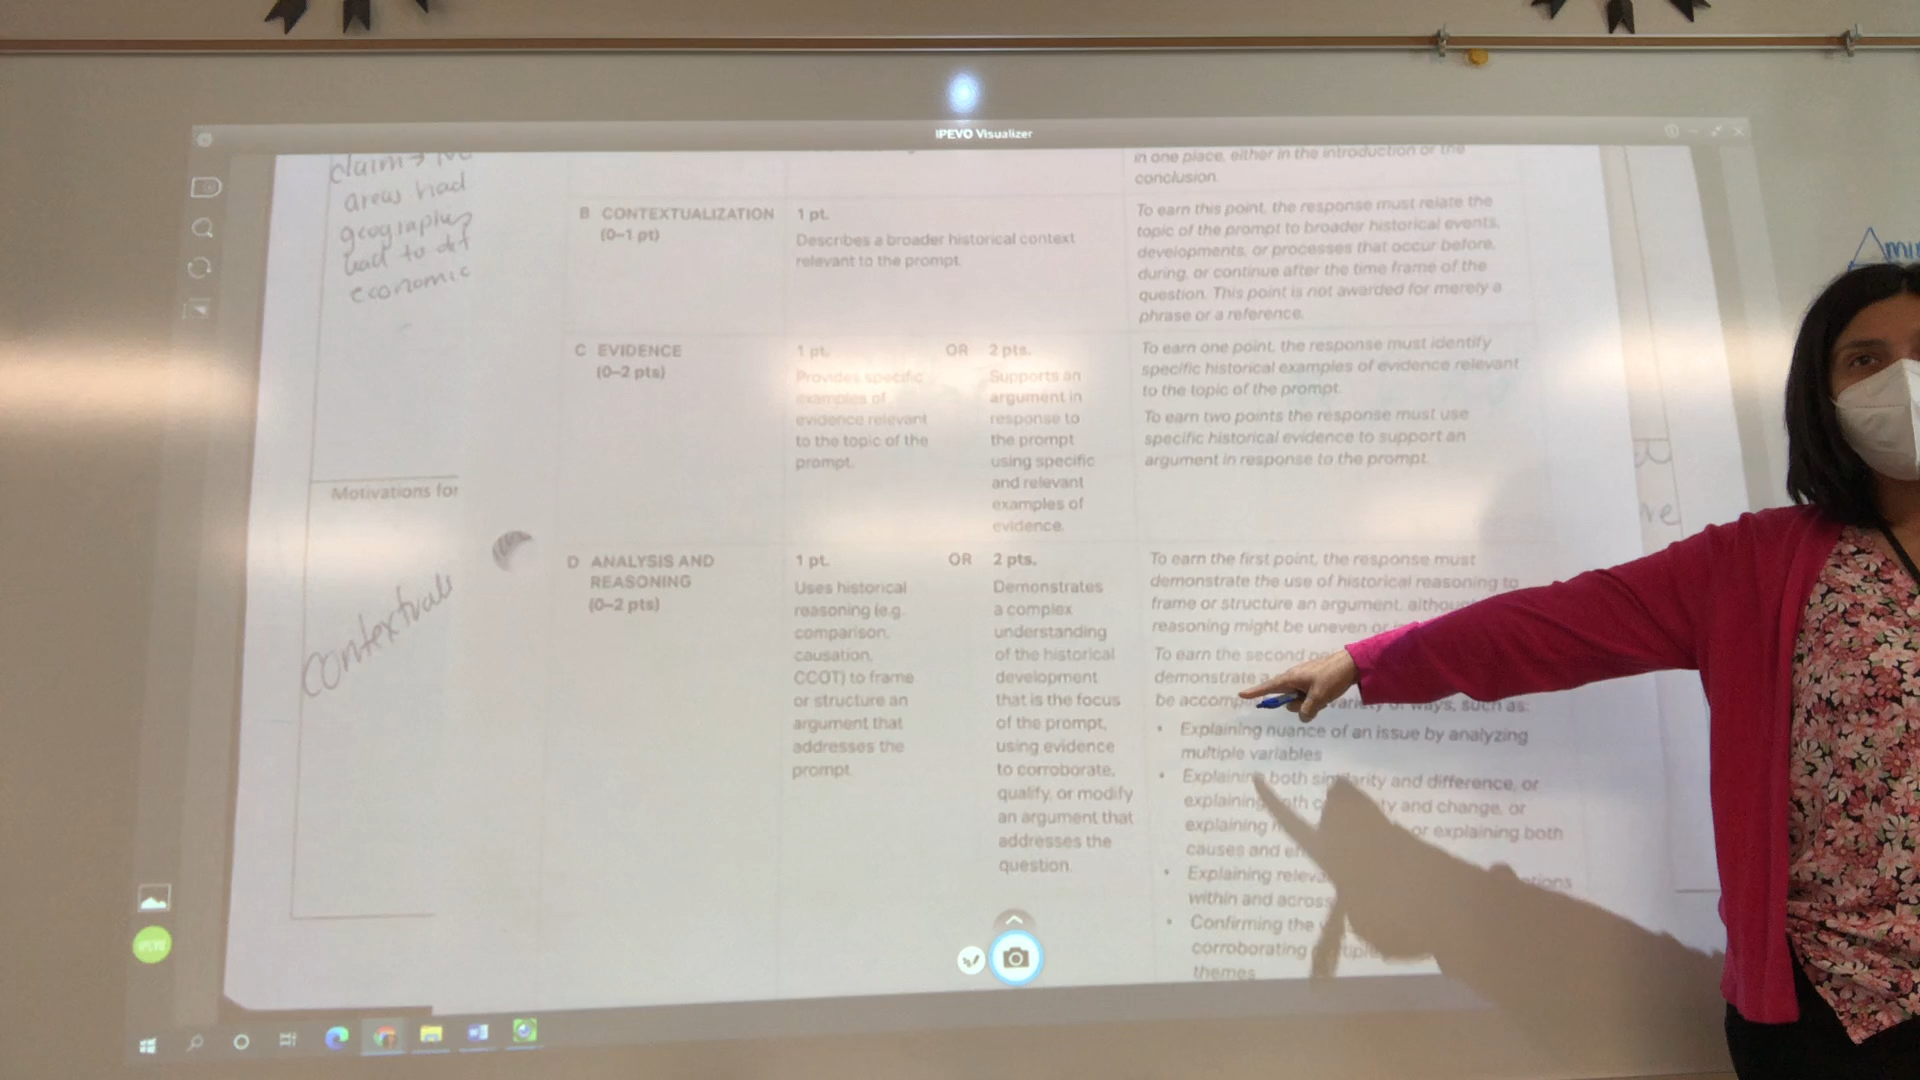 IPEVO Visualizer
claim →
areas had
geographies
had to
economic
Motivations for
in one place, either in the introduction or the
conclusion.
B CONTEXTUALIZATION
(0–1 pt)
1 pt.
Describes a broader historical context
relevant to the prompt.
To earn this point, the response must relate the
topic of the prompt to broader historical events,
developments, or processes that occur before,
during, or continue after the time frame of the
question. This point is not awarded for merely a
phrase or a reference.
C EVIDENCE
(0–2 pts)
1 pt.
Provides specific
examples of
evidence relevant
to the topic of the
prompt.
OR
2 pts.
Supports an
argument in
response to
the prompt
using specific
and relevant
examples of
evidence.
To earn one point, the response must identify
specific historical examples of evidence relevant
to the topic of the prompt.
To earn two points the response must use
specific historical evidence to support an
argument in response to the prompt.
D ANALYSIS AND
REASONING
(0–2 pts)
1 pt.
Uses historical
reasoning (e.g.
comparison,
causation,
CCOT) to frame
or structure an
argument that
addresses the
prompt.
OR
2 pts.
Demonstrates
a complex
understanding
of the historical
development
that is the focus
of the prompt,
using evidence
to corroborate,
qualify, or modify
an argument that
addresses the
question.
To earn the first point, the response must
demonstrate the use of historical reasoning to
frame or structure an argument,
reasoning might be uneven or
To earn the second
demonstrate a
be variety of ways, such as:
• Explaining nuance of an issue by analyzing
multiple variables
• Explaining both similarity and difference, or
explaining and change, or
explaining or explaining both
causes and
• Explaining
within and across
• Confirming the
corroborating
themes